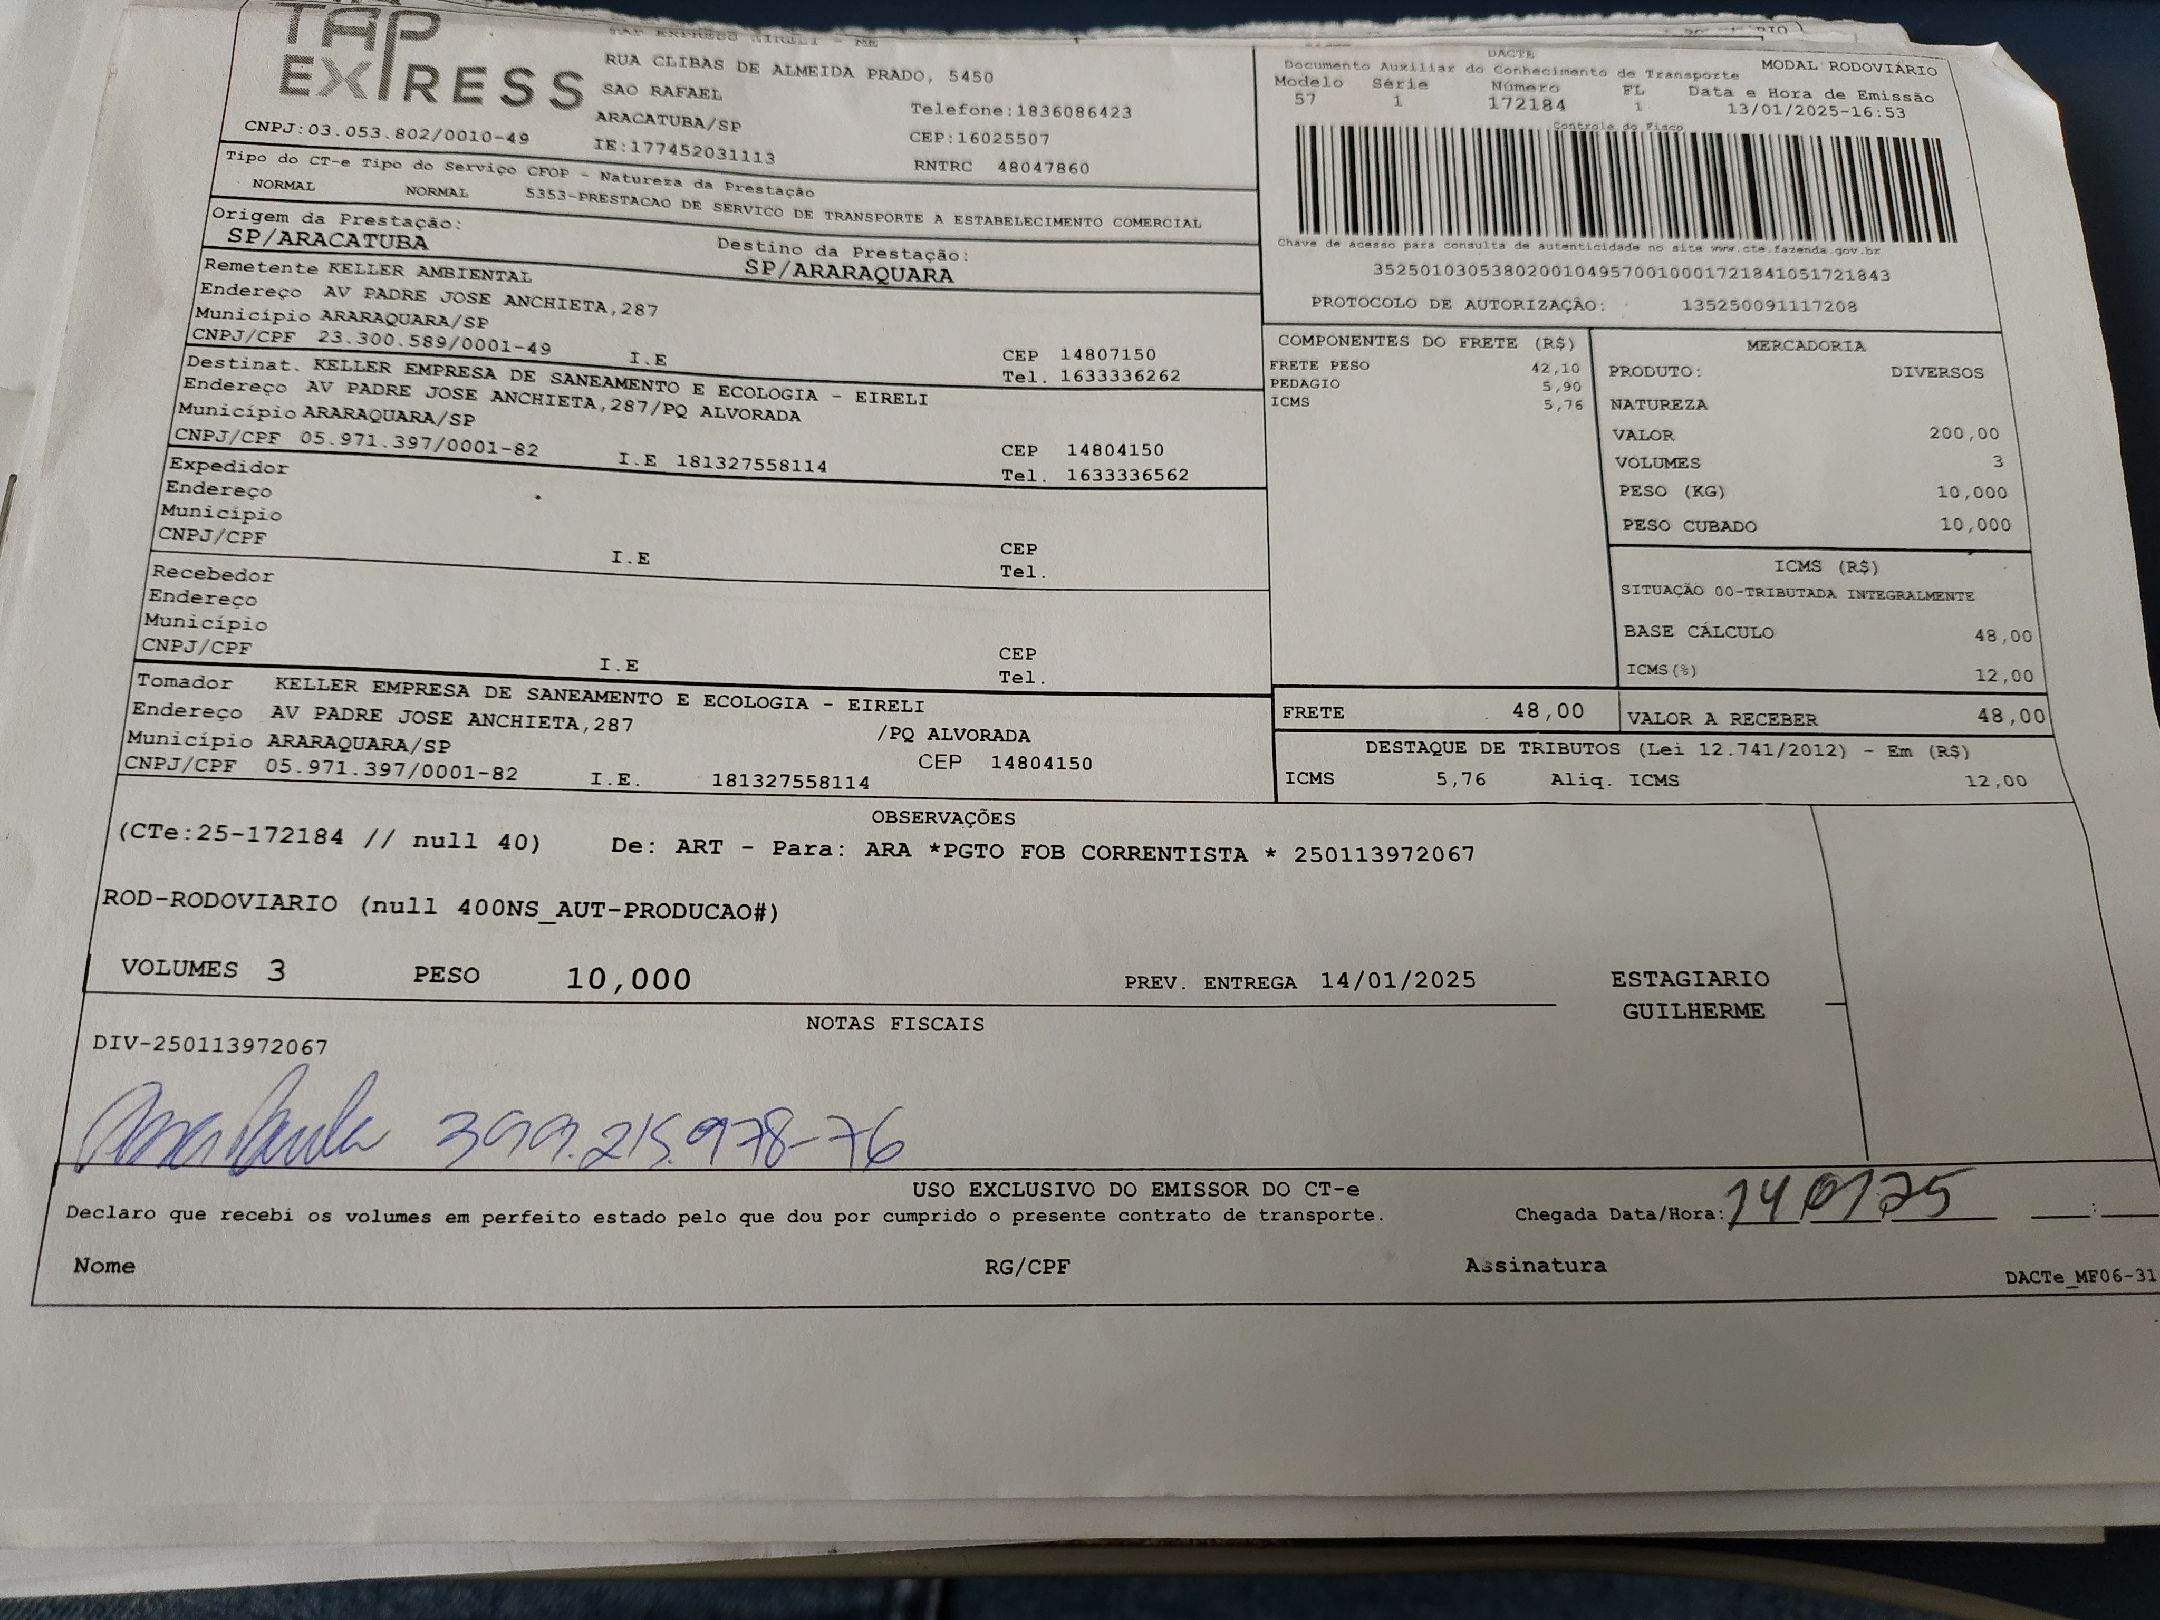 TAP
EXPRESS
TAP EXPRESS EIRELI - ME
RUA CLIBAS DE ALMEIDA PRADO, 5450
SAO RAFAEL
Telefone:1836086423
ARACATUBA/SP
CEP:16025507
CNPJ:03.053.802/0010-49
IE:177452031113
RNTRC 48047860
Tipo do CT-e Tipo do Serviço CFOP - Natureza da Prestação
NORMAL NORMAL 5353-PRESTACAO DE SERVICO DE TRANSPORTE A ESTABELECIMENTO COMERCIAL
Origem da Prestação:
SP/ARACATUBA
Destino da Prestação:
SP/ARARAQUARA
Remetente KELLER AMBIENTAL
Endereço AV PADRE JOSE ANCHIETA,287
Município ARARAQUARA/SP
CEP 14807150
CNPJ/CPF 23.300.589/0001-49 I.E
Tel. 1633336262
Destinat. KELLER EMPRESA DE SANEAMENTO E ECOLOGIA - EIRELI
Endereço AV PADRE JOSE ANCHIETA,287/PQ ALVORADA
Município ARARAQUARA/SP
CEP 14804150
CNPJ/CPF 05.971.397/0001-82 I.E 181327558114
Tel. 1633336562
Expedidor
Endereço
Município
CEP
CNPJ/CPF I.E
Tel.
Recebedor
Endereço
Município
CEP
CNPJ/CPF I.E
Tel.
Tomador KELLER EMPRESA DE SANEAMENTO E ECOLOGIA - EIRELI
Endereço AV PADRE JOSE ANCHIETA,287 /PQ ALVORADA
Município ARARAQUARA/SP CEP 14804150
CNPJ/CPF 05.971.397/0001-82 I.E. 181327558114
DACTE
Documento Auxiliar do Conhecimento de Transporte MODAL RODOVIÁRIO
Modelo Série Número FL Data e Hora de Emissão
57 1 172184 1 13/01/2025-16:53
Controle do Fisco
Chave de acesso para consulta de autenticidade no site www.cte.fazenda.gov.br
35250103053802001049570010001721841051721843
PROTOCOLO DE AUTORIZAÇÃO: 135250091117208
COMPONENTES DO FRETE (R$)
FRETE PESO 42,10
PEDAGIO 5,90
ICMS 5,76
MERCADORIA
PRODUTO: DIVERSOS
NATUREZA
VALOR 200,00
VOLUMES 3
PESO (KG) 10,000
PESO CUBADO 10,000
ICMS (R$)
SITUAÇÃO 00-TRIBUTADA INTEGRALMENTE
BASE CÁLCULO 48,00
ICMS(%) 12,00
FRETE 48,00 VALOR A RECEBER 48,00
DESTAQUE DE TRIBUTOS (Lei 12.741/2012) - Em (R$)
ICMS 5,76 Aliq. ICMS 12,00
OBSERVAÇÕES
(CTe:25-172184 // null 40) De: ART - Para: ARA *PGTO FOB CORRENTISTA * 250113972067
ROD-RODOVIARIO (null 400NS_AUT-PRODUCAO#)
VOLUMES 3 PESO 10,000 PREV. ENTREGA 14/01/2025
ESTAGIARIO
GUILHERME
NOTAS FISCAIS
DIV-250113972067
Ana Paula 399.215.978-76
USO EXCLUSIVO DO EMISSOR DO CT-e
Declaro que recebi os volumes em perfeito estado pelo que dou por cumprido o presente contrato de transporte. Chegada Data/Hora: 14 01 25 :
Nome RG/CPF Assinatura
DACTe_MF06-31